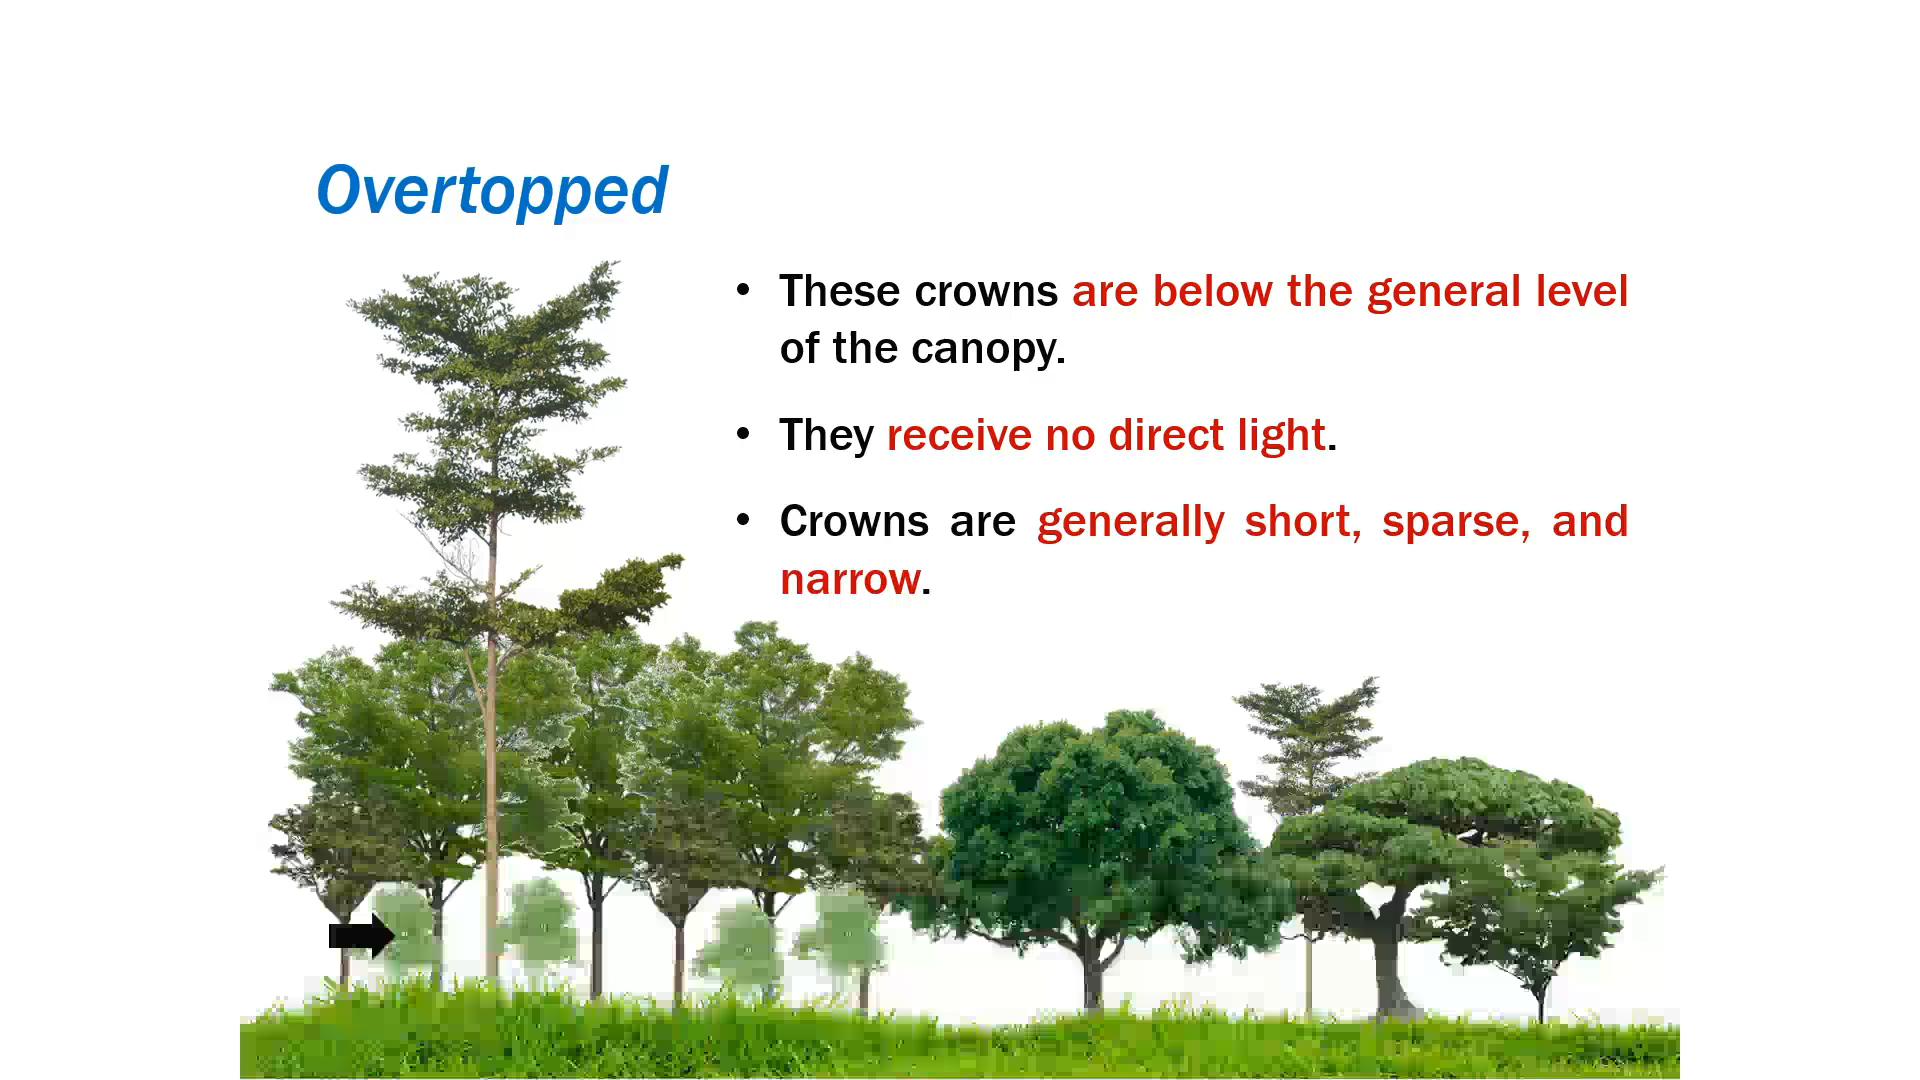 Overtopped
• These crowns are below the general level
of the canopy.
• They receive no direct light.
• Crowns are generally short, sparse, and
narrow.